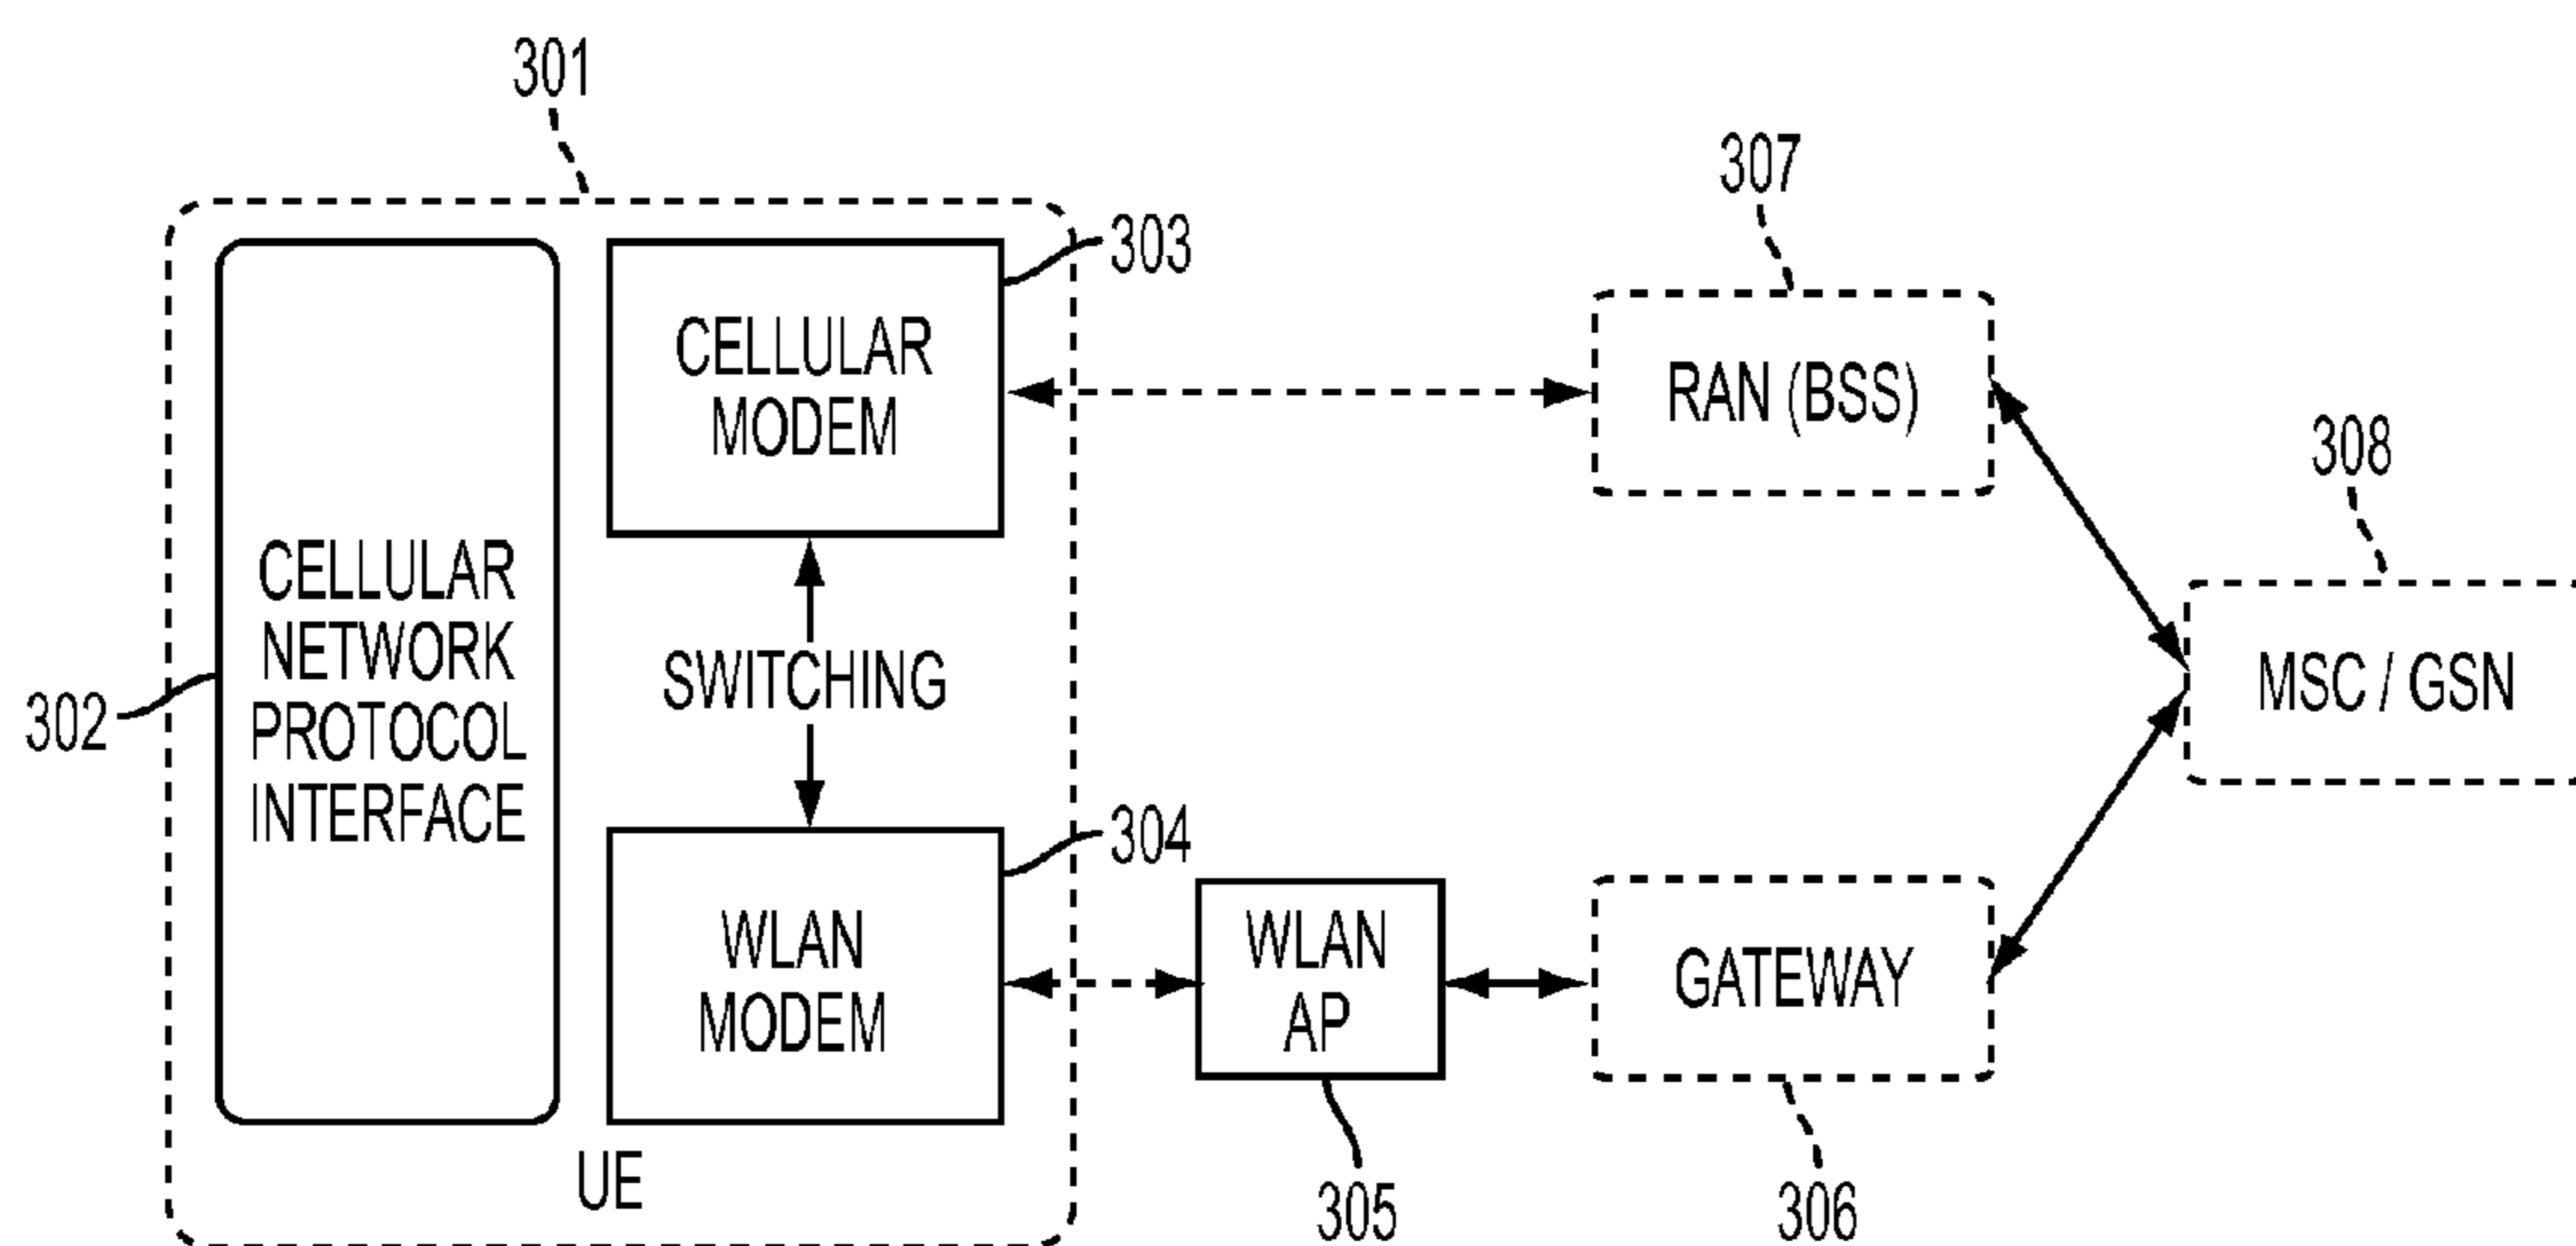 301
307
303
CELLULAR
MODEM
RAN (BSS)
308
CELLULAR
NETWORK
PROTOCOL
INTERFACE
SWITCHING
MSC / GSN
302
304
WLAN
MODEM
WLAN
AP
GATEWAY
UE
305
306